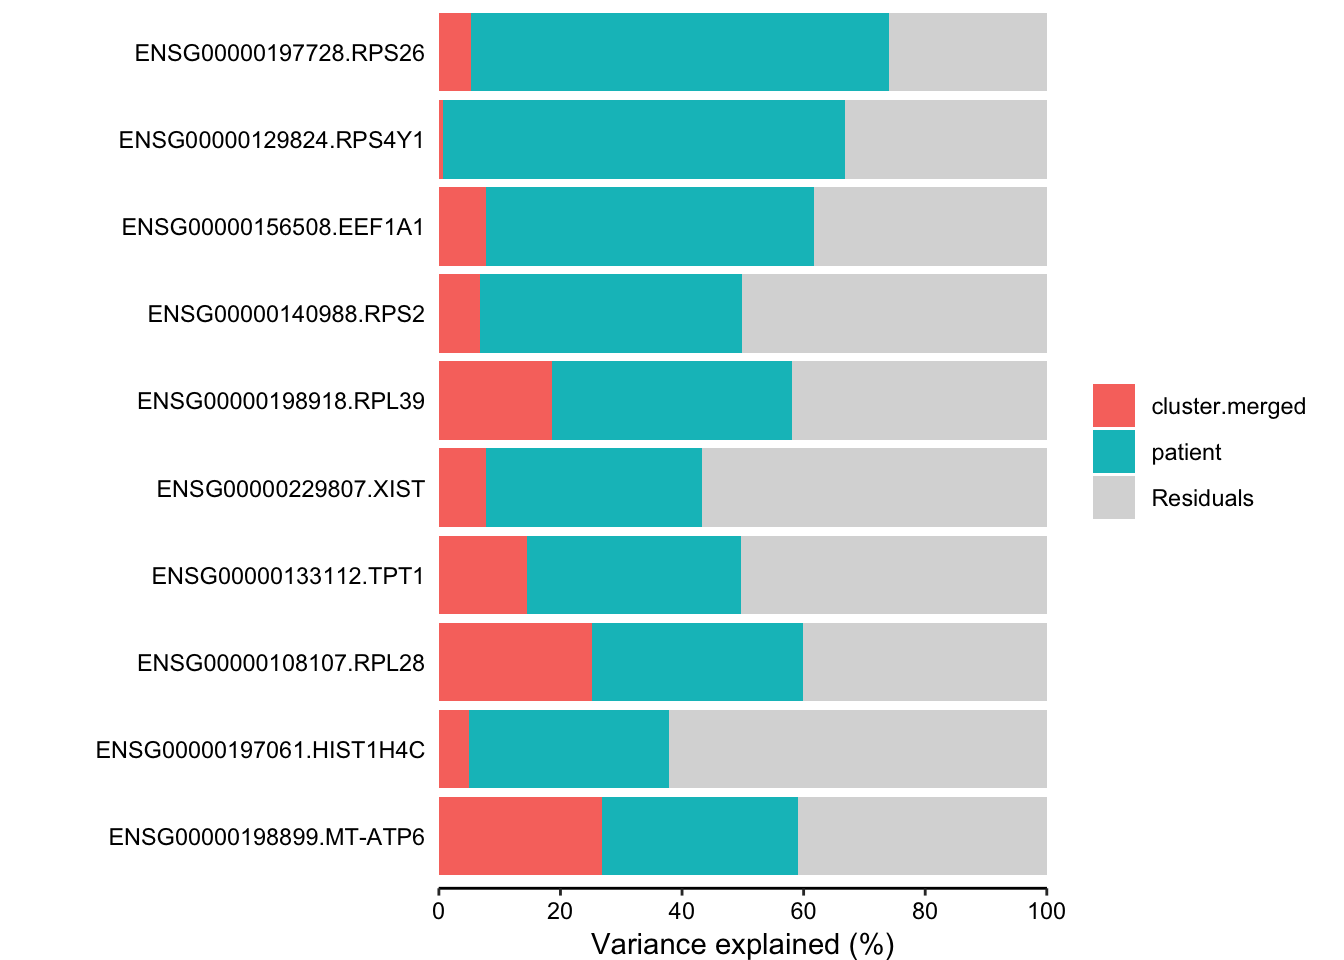 ENSG00000197728.RPS26
ENSG00000129824.RPS4Y1
ENSG00000156508.EEF1A1
ENSG00000140988.RPS2
ENSG00000198918.RPL39
ENSG00000229807.XIST
ENSG00000133112.TPT1
ENSG00000108107.RPL28
ENSG00000197061.HIST1H4C
ENSG00000198899.MT-ATP6
0 20 40 60 80 100
Variance explained (%)
cluster.merged
patient
Residuals